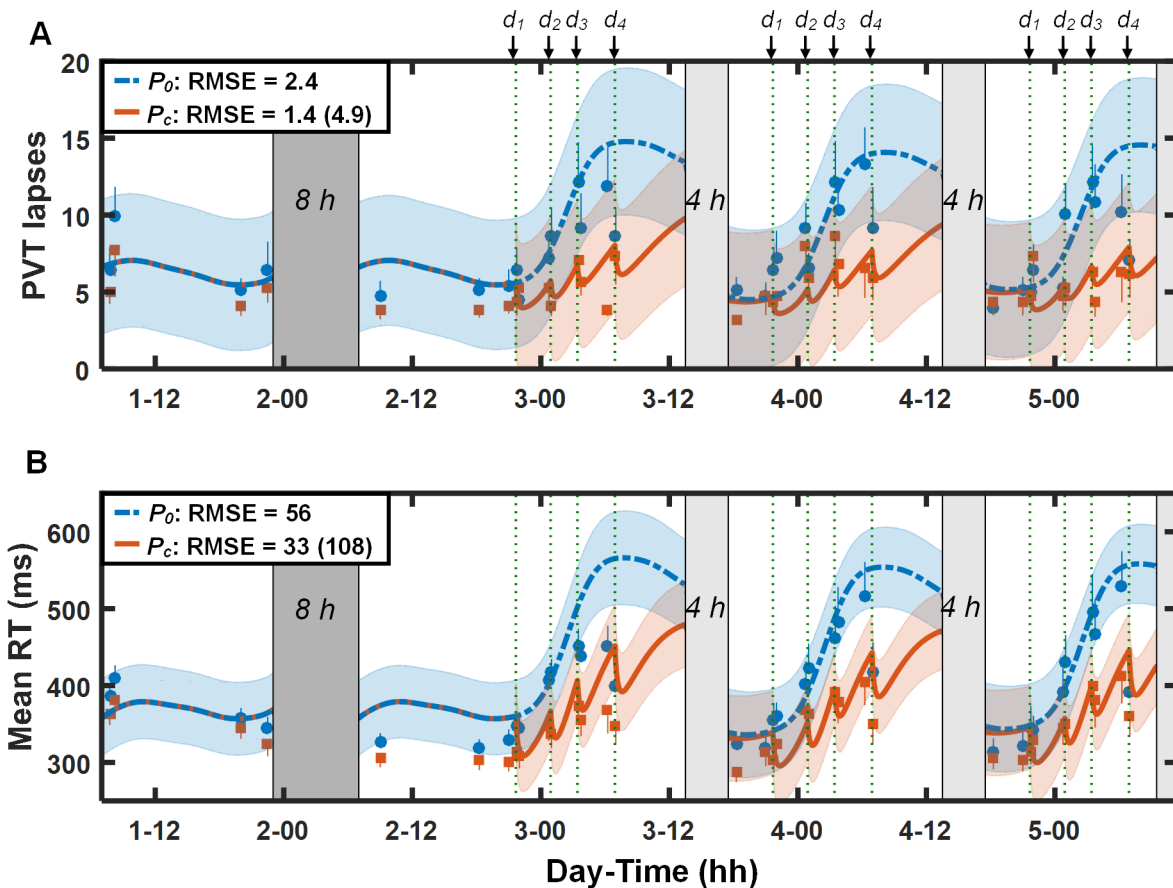 A
d1 d2 d3 d4 d1 d2 d3 d4 d1 d2 d3 d4
P0: RMSE = 2.4
Pc: RMSE = 1.4 (4.9)
PVT lapses
20
15
10
5
0
8 h
4 h
4 h
1-12 2-00 2-12 3-00 3-12 4-00 4-12 5-00
B
P0: RMSE = 56
Pc: RMSE = 33 (108)
Mean RT (ms)
600
500
400
300
8 h
4 h
4 h
1-12 2-00 2-12 3-00 3-12 4-00 4-12 5-00
Day-Time (hh)